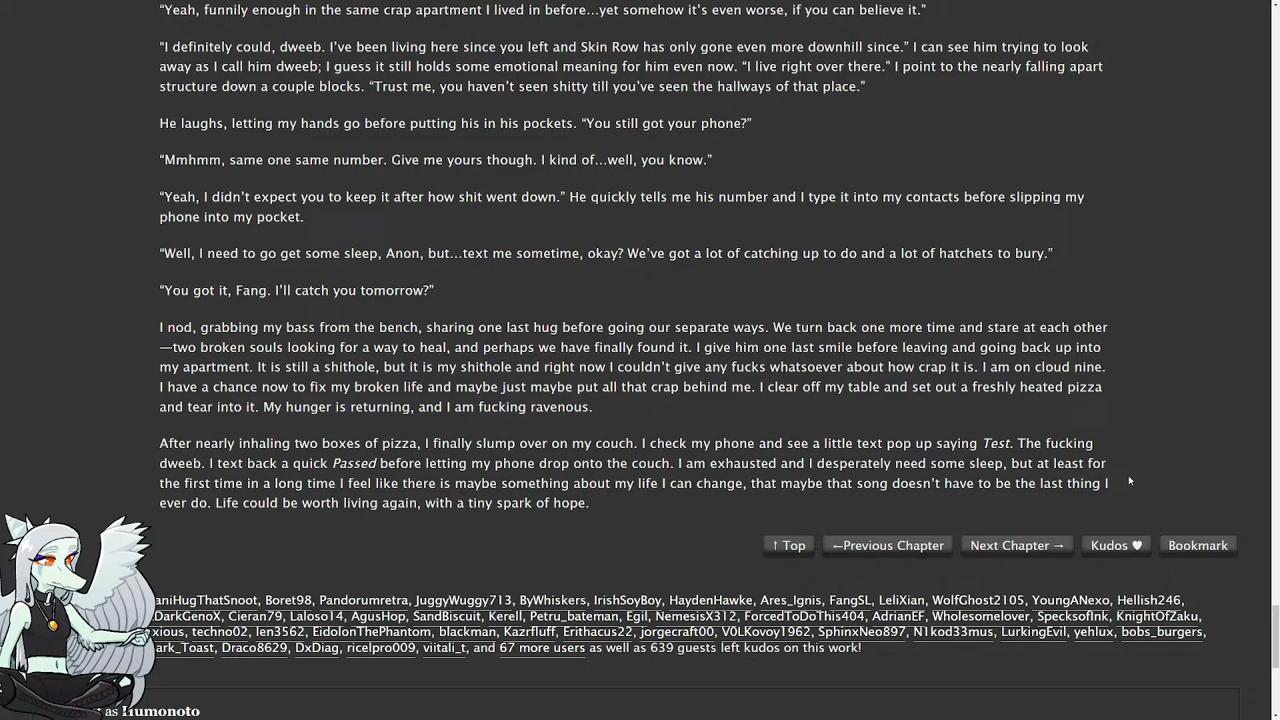 “Yeah, funnily enough in the same crap apartment I lived in before…yet somehow it’s even worse, if you can believe it.”
“I definitely could, dweeb. I’ve been living here since you left and Skin Row has only gone even more downhill since.” I can see him trying to look
away as I call him dweeb; I guess it still holds some emotional meaning for him even now. “I live right over there.” I point to the nearly falling apart
structure down a couple blocks. “Trust me, you haven’t seen shitty till you’ve seen the hallways of that place.”
He laughs, letting my hands go before putting his in his pockets. “You still got your phone?”
“Mmhmm, same one same number. Give me yours though. I kind of…well, you know.”
“Yeah, I didn’t expect you to keep it after how shit went down.” He quickly tells me his number and I type it into my contacts before slipping my
phone into my pocket.
“Well, I need to go get some sleep, Anon, but…text me sometime, okay? We’ve got a lot of catching up to do and a lot of hatchets to bury.”
“You got it, Fang. I’ll catch you tomorrow?”
I nod, grabbing my bass from the bench, sharing one last hug before going our separate ways. We turn back one more time and stare at each other
—two broken souls looking for a way to heal, and perhaps we have finally found it. I give him one last smile before leaving and going back up into
my apartment. It is still a shithole, but it is my shithole and right now I couldn’t give any fucks whatsoever about how crap it is. I am on cloud nine.
I have a chance now to fix my broken life and maybe just maybe put all that crap behind me. I clear off my table and set out a freshly heated pizza
and tear into it. My hunger is returning, and I am fucking ravenous.
After nearly inhaling two boxes of pizza, I finally slump over on my couch. I check my phone and see a little text pop up saying Test. The fucking
dweeb. I text back a quick Passed before letting my phone drop onto the couch. I am exhausted and I desperately need some sleep, but at least for
the first time in a long time I feel like there is maybe something about my life I can change, that maybe that song doesn’t have to be the last thing I
ever do. Life could be worth living again, with a tiny spark of hope.
↑ Top ←Previous Chapter Next Chapter → Kudos ♥ Bookmark
aniHugThatSnoot, Boret98, Pandorumretra, JuggyWuggy713, ByWhiskers, IrishSoyBoy, HaydenHawke, Ares_Ignis, FangSL, LeliXian, WolfGhost2105, YoungANexo, Hellish246,
DarkGenoX, Cieran79, Laloso14, AgusHop, SandBiscuit, Kerell, Petru_bateman, Egil, NemesisX312, ForcedToDoThis404, AdrianEF, Wholesomelover, SpecksofInk, KnightOfZaku,
xious, techno02, len3562, EidolonThePhantom, blackman, Kazrfluff, Erithacus22, jorgecraft00, V0LKovoy1962, SphinxNeo897, N1kod33mus, LurkingEvil, yehlux, bobs_burgers,
ark_Toast, Draco8629, DxDiag, ricelpro009, viitali_t, and 67 more users as well as 639 guests left kudos on this work!
as Humonoto